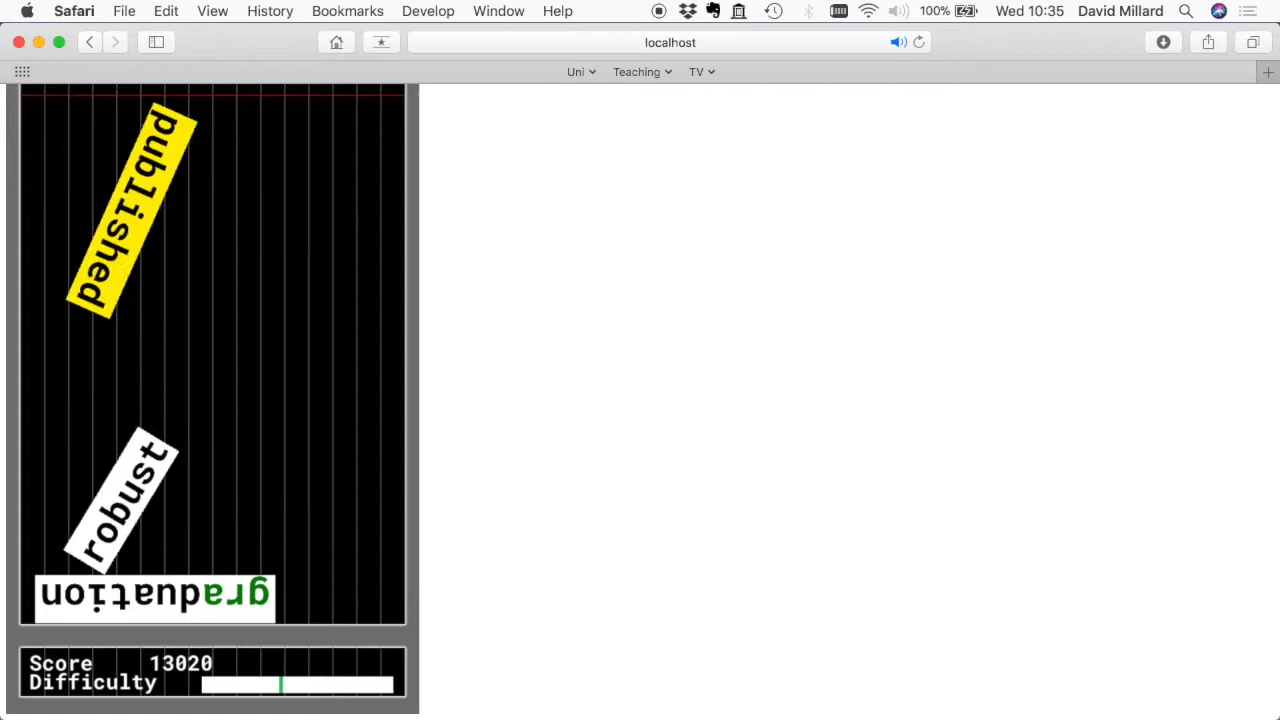 Safari File Edit View History Bookmarks Develop Window Help 100% Wed 10:35 David Millard
localhost
Uni Teaching TV
published
robust
graduation
Score 13020
Difficulty